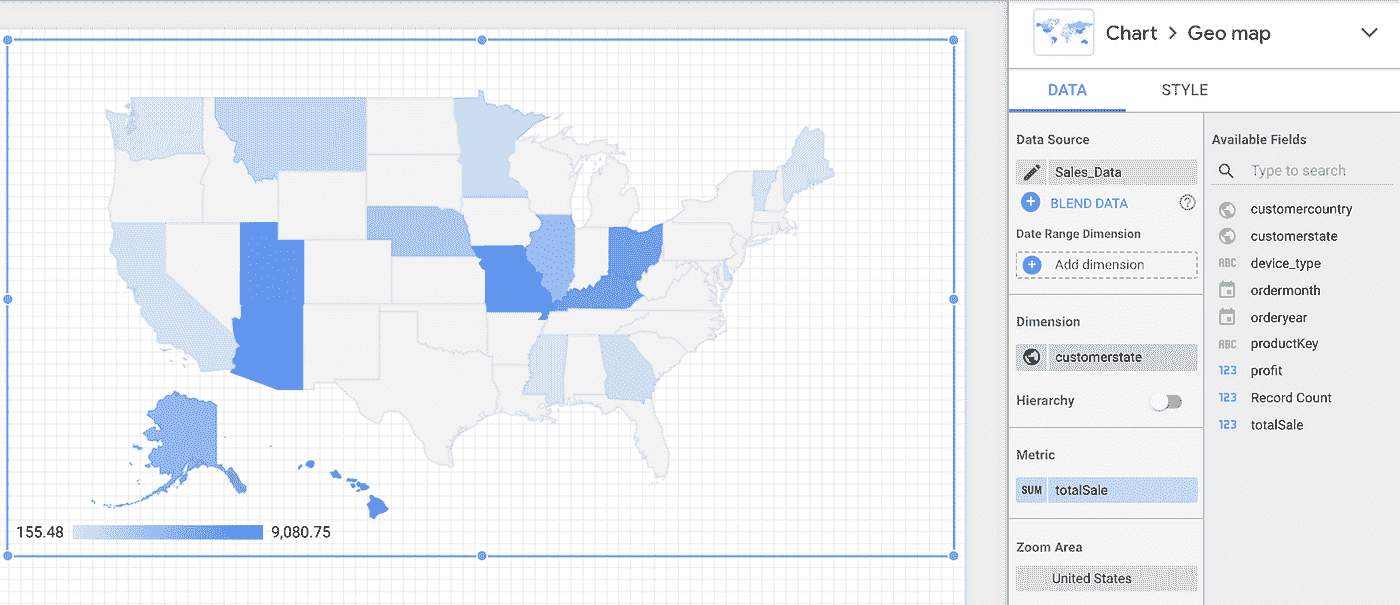 Chart > Geo map
DATA STYLE
Data Source
Sales_Data
BLEND DATA
Date Range Dimension
Add dimension
Dimension
customerstate
Hierarchy
Metric
SUM totalSale
Zoom Area
United States
Available Fields
Type to search
customercountry
customerstate
ABC device_type
ordermonth
orderyear
ABC productKey
123 profit
123 Record Count
123 totalSale
155.48 9,080.75